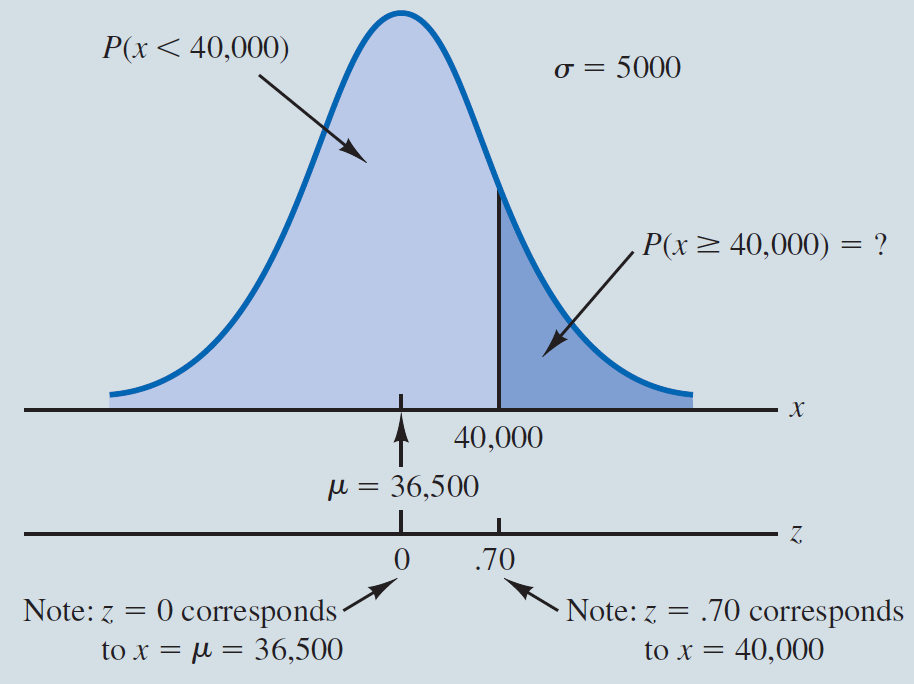 P(x < 40,000)
σ = 5000
P(x ≥ 40,000) = ?
x
40,000
μ = 36,500
z
0
.70
Note: z = 0 corresponds
to x = μ = 36,500
Note: z = .70 corresponds
to x = 40,000